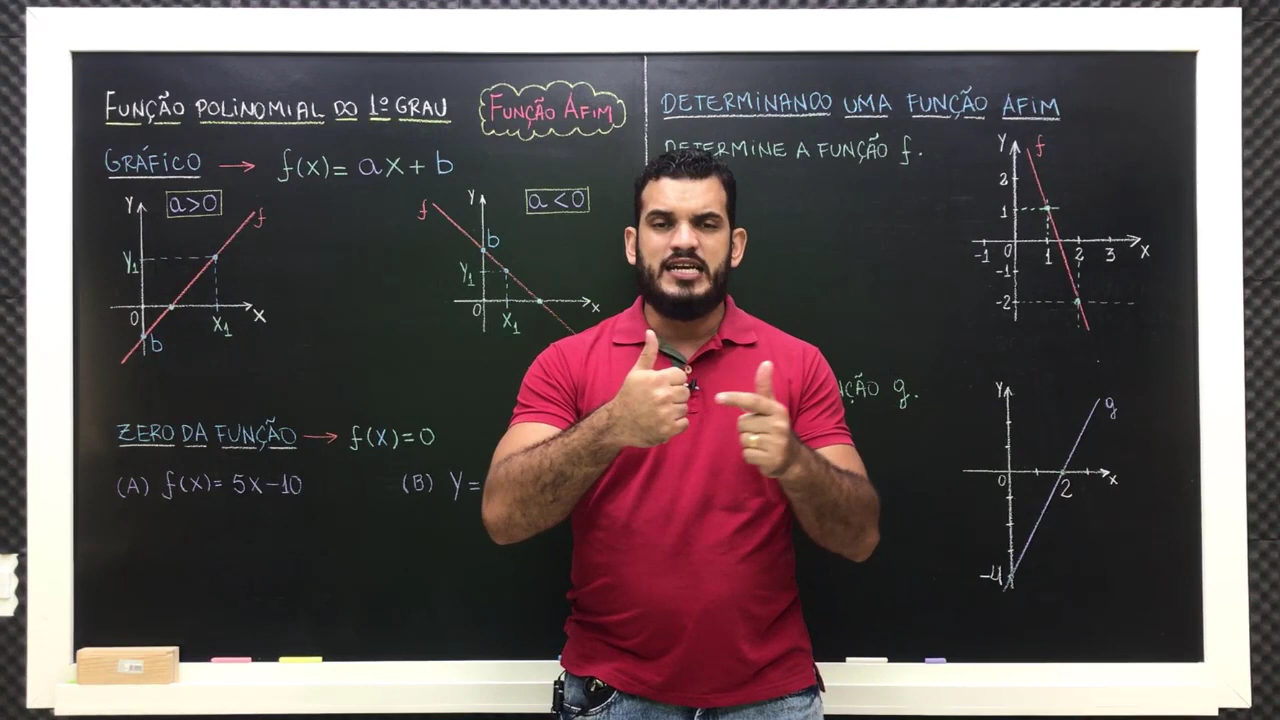 FUNÇÃO POLINOMIAL DO 1º GRAU
FUNÇÃO AFIM
GRÁFICO → f(x) = ax + b
a>0
Y
f
Y1
0
X1
X
b
a<0
Y
f
b
Y1
0
X1
X
ZERO DA FUNÇÃO → f(x) = 0
(A) f(x) = 5x-10
(B) Y=
DETERMINANDO UMA FUNÇÃO AFIM
DETERMINE A FUNÇÃO f.
Y
f
2
1
-1 0 1 2 3 X
-1
-2
g.
Y
g
0 2 X
-4